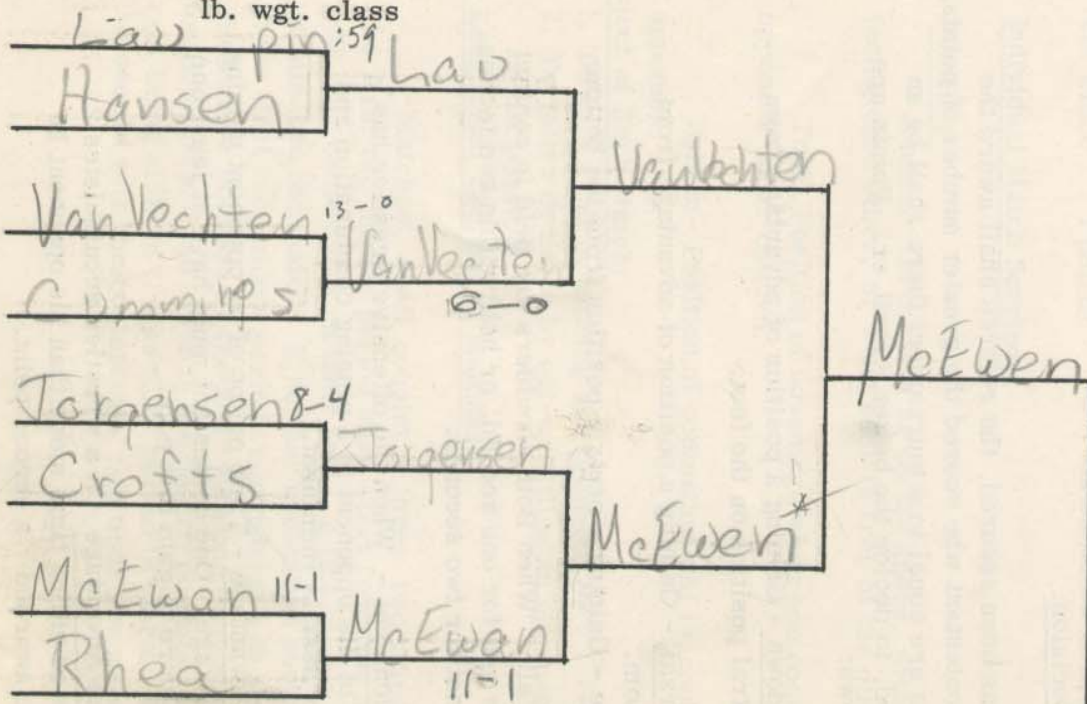 lb. wgt. class
Lau pin :59
Hansen
Lau
VanVechten
VanVechten 13-0
Cummings
VanVecten
6-0
McEwen
Jorgensen 8-4
Crofts
Jorgensen
McEwen *
McEwan 11-1
Rhea
McEwan
11-1